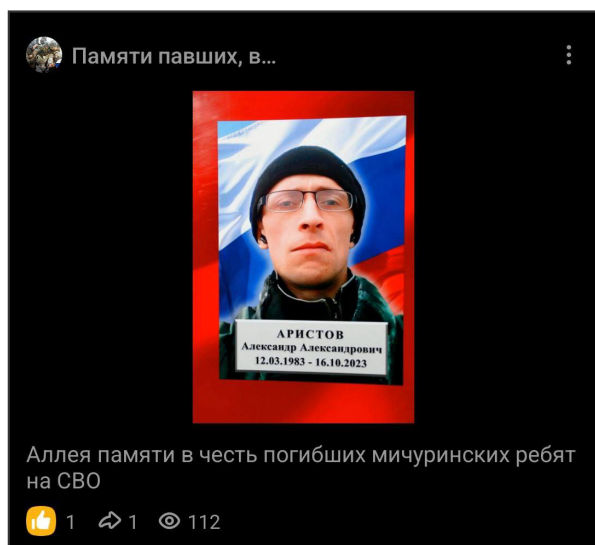 Памяти павших, в...
АРИСТОВ
Александр Александрович
12.03.1983 - 16.10.2023
Аллея памяти в честь погибших мичуринских ребят
на СВО
1 1 112